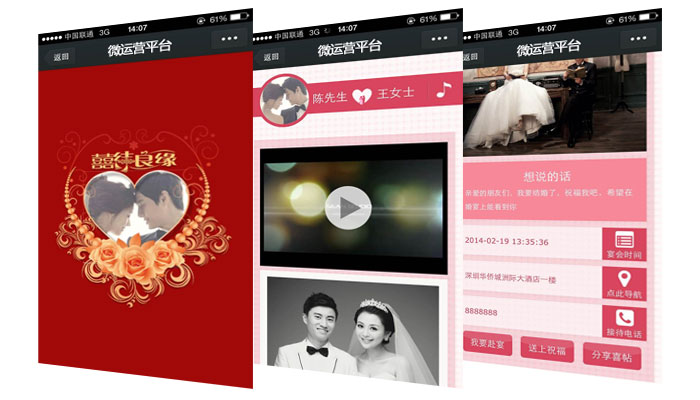 中国联通 3G 14:07 61%
返回 微运营平台
囍结良缘
中国联通 3G 14:07 61%
返回 微运营平台
陈先生 王女士
中国联通 3G 14:07 61%
返回 微运营平台
想说的话
亲爱的朋友们、我要结婚了、祝福我吧、希望在
婚宴上能看到你
2014-02-19 13:35:36
宴会时间
深圳华侨城洲际大酒店一楼
点此导航
8888888
接待电话
我要赴宴 送上祝福 分享喜帖